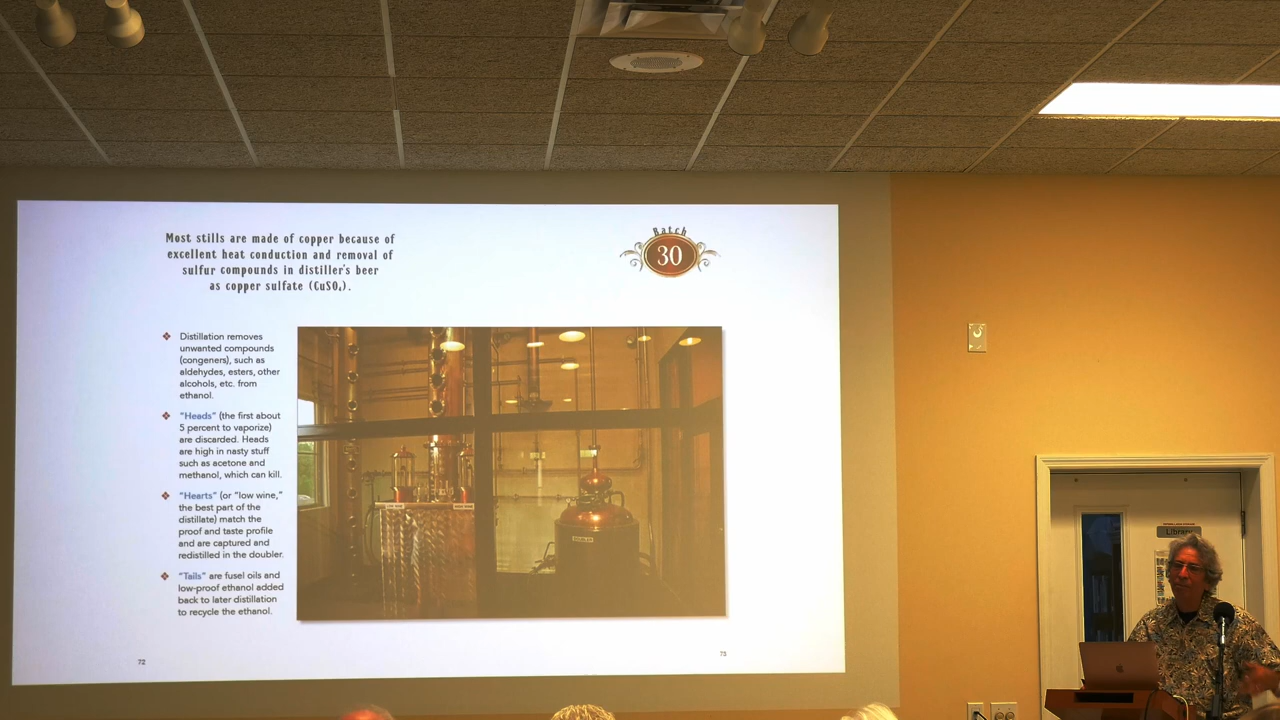 Most stills are made of copper because of
excellent heat conduction and removal of
sulfur compounds in distiller's beer
as copper sulfate (CuSO₄).
Batch
30
Distillation removes
unwanted compounds
(congeners), such as
aldehydes, esters, other
alcohols, etc. from
ethanol.
"Heads" (the first about
5 percent to vaporize)
are discarded. Heads
are high in nasty stuff
such as acetone and
methanol, which can kill.
"Hearts" (or "low wine,"
the best part of the
distillate) match the
proof and taste profile
and are captured and
redistilled in the doubler.
"Tails" are fusel oils and
low-proof ethanol added
back to later distillation
to recycle the ethanol.
DOUBLER
72
73
Library